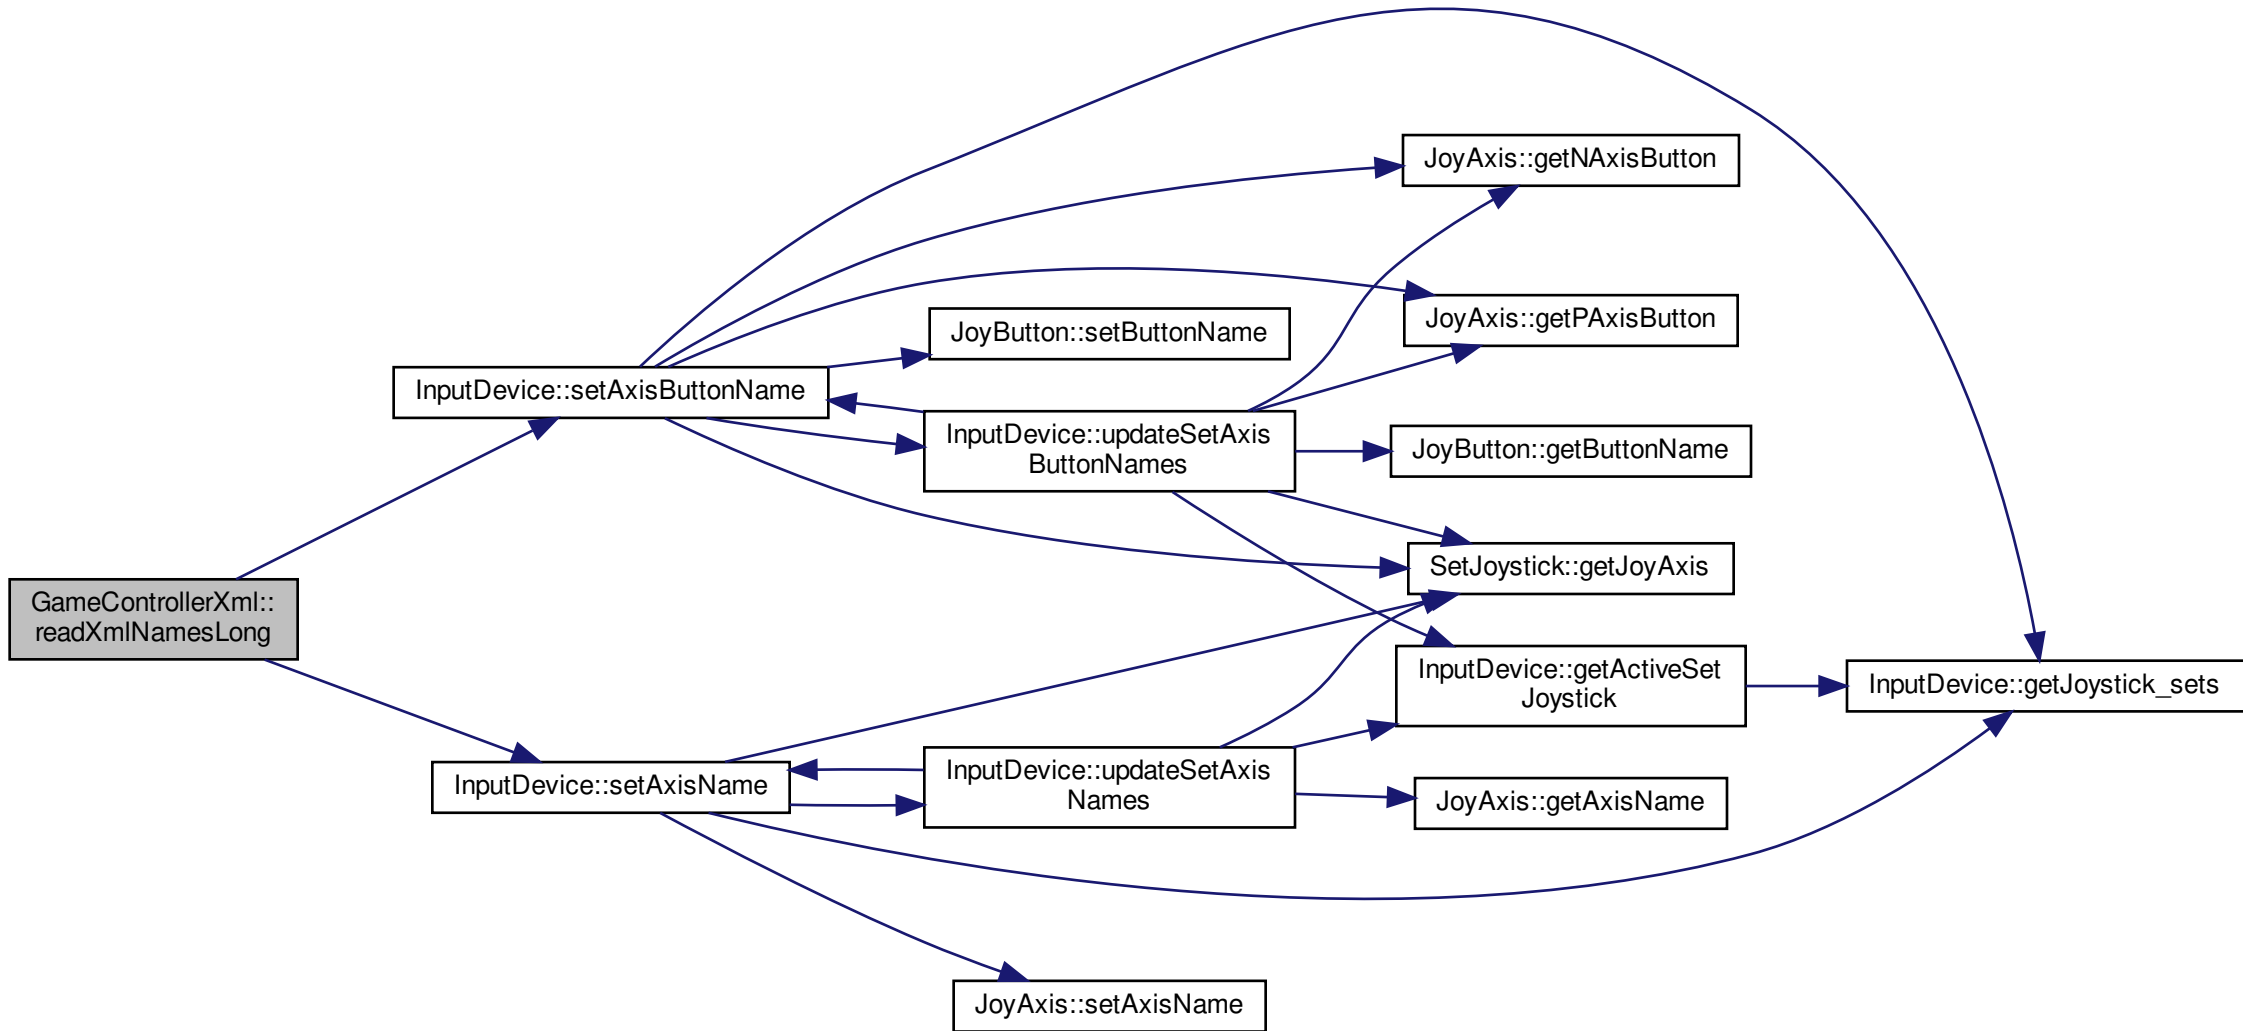 JoyAxis::getNAxisButton
JoyAxis::getPAxisButton
JoyButton::setButtonName
InputDevice::setAxisButtonName
InputDevice::updateSetAxis
ButtonNames
JoyButton::getButtonName
SetJoystick::getJoyAxis
GameControllerXml::
readXmlNamesLong
InputDevice::getActiveSet
Joystick
InputDevice::getJoystick_sets
InputDevice::setAxisName
InputDevice::updateSetAxis
Names
JoyAxis::getAxisName
JoyAxis::setAxisName